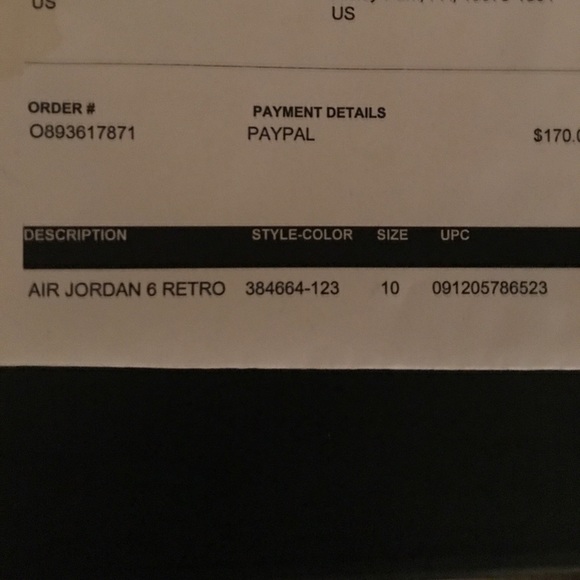 US
US
ORDER # PAYMENT DETAILS
O893617871 PAYPAL $170.0
DESCRIPTION STYLE-COLOR SIZE UPC
AIR JORDAN 6 RETRO 384664-123 10 091205786523